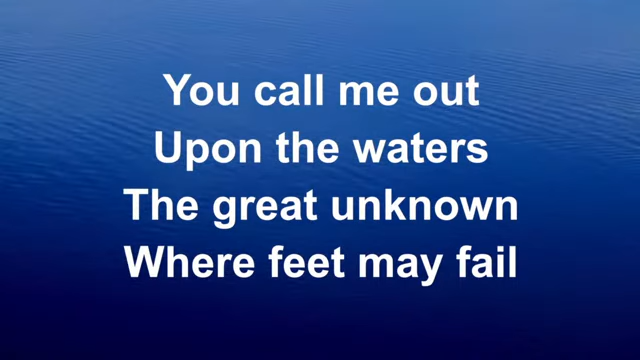 You call me out
Upon the waters
The great unknown
Where feet may fail